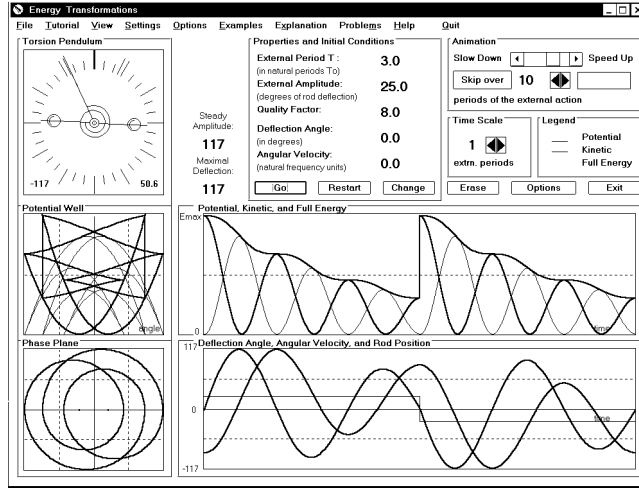 Energy Transformations
File Tutorial View Settings Options Examples Explanation Problems Help Quit
Torsion Pendulum
-117 50.6
Steady
Amplitude:
117
Maximal
Deflection:
117
Properties and Initial Conditions
External Period T : 3.0
(in natural periods To)
External Amplitude: 25.0
(degrees of rod deflection)
Quality Factor: 8.0
Deflection Angle: 0.0
(in degrees)
Angular Velocity: 0.0
(natural frequency units)
Go Restart Change
Animation
Slow Down Speed Up
Skip over 10
periods of the external action
Time Scale
1
extrn. periods
Legend
Potential
Kinetic
Full Energy
Erase Options Exit
Potential Well
angle
Potential, Kinetic, and Full Energy
Emax
0
time
Phase Plane
Deflection Angle, Angular Velocity, and Rod Position
117
0
time
-117